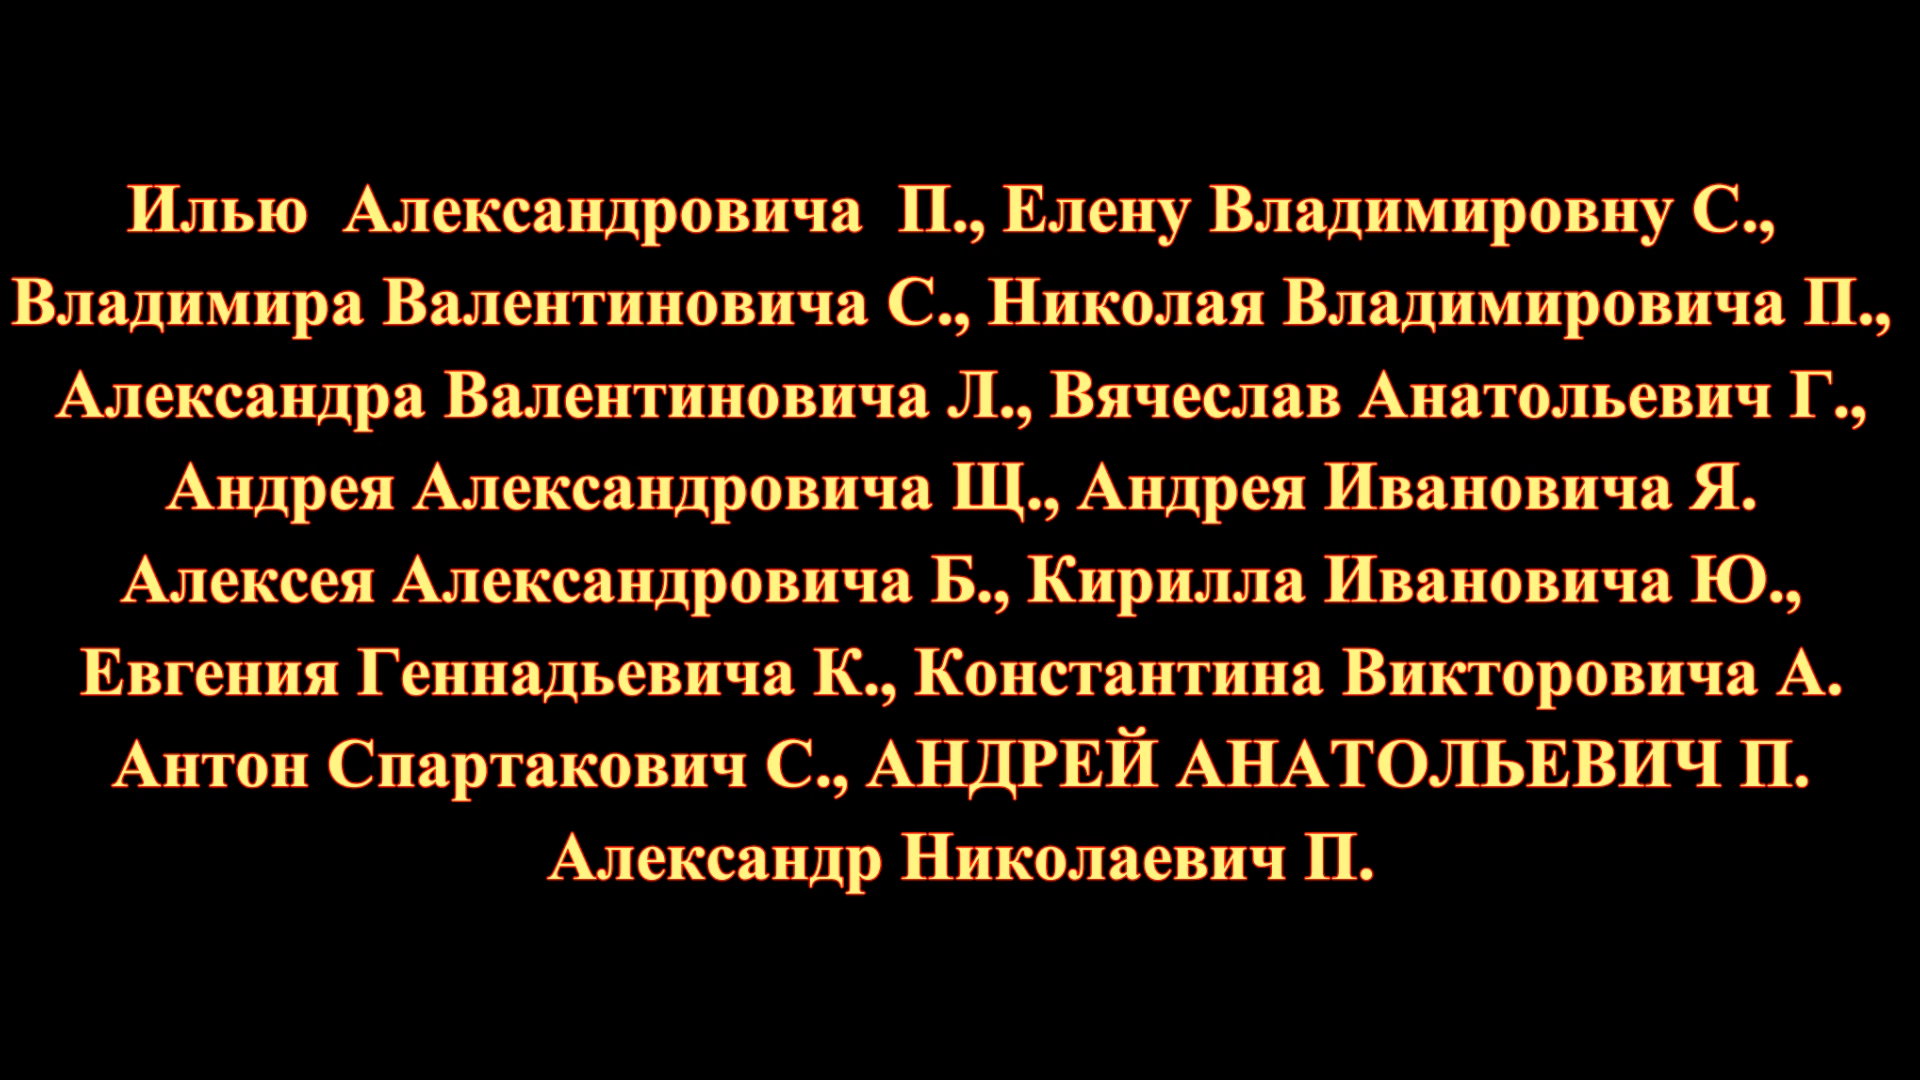 Илью  Александровича  П., Елену Владимировну С.,
Владимира Валентиновича С., Николая Владимировича П.,
Александра Валентиновича Л., Вячеслав Анатольевич Г.,
Андрея Александровича Щ., Андрея Ивановича Я.
Алексея Александровича Б., Кирилла Ивановича Ю.,
Евгения Геннадьевича К., Константина Викторовича А.
Антон Спартакович С., АНДРЕЙ АНАТОЛЬЕВИЧ П.
Александр Николаевич П.